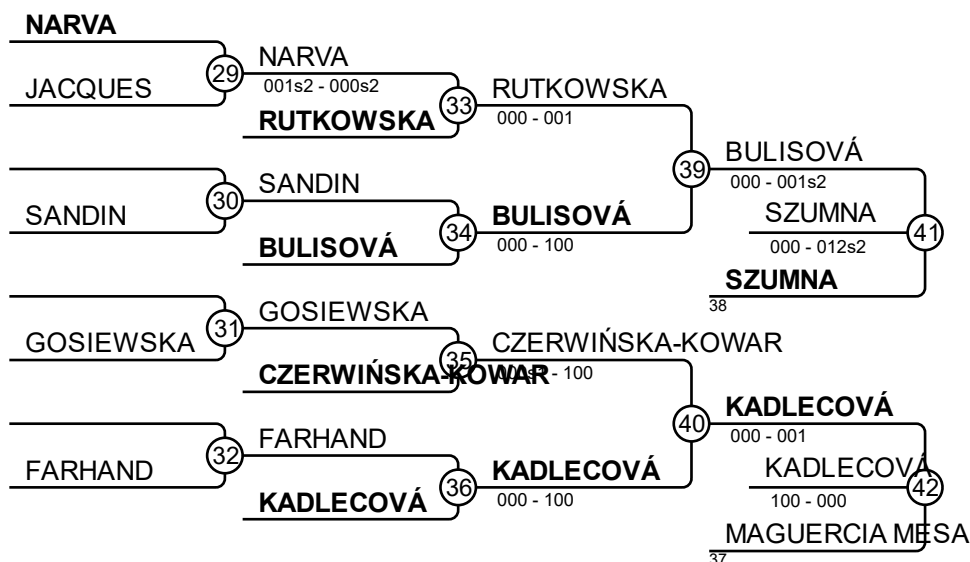 NARVA
JACQUES
29
NARVA
001s2 - 000s2
RUTKOWSKA
33
RUTKOWSKA
000 - 001
SANDIN
30
SANDIN
BULISOVÁ
34
BULISOVÁ
000 - 100
39
BULISOVÁ
000 - 001s2
SZUMNA
000 - 012s2
41
SZUMNA
38
GOSIEWSKA
31
GOSIEWSKA
CZERWIŃSKA-KOWAR
35
CZERWIŃSKA-KOWAR
- 100
FARHAND
32
FARHAND
KADLECOVÁ
36
KADLECOVÁ
000 - 100
40
KADLECOVÁ
000 - 001
KADLECOVÁ
100 - 000
42
MAGUERCIA MESA
37